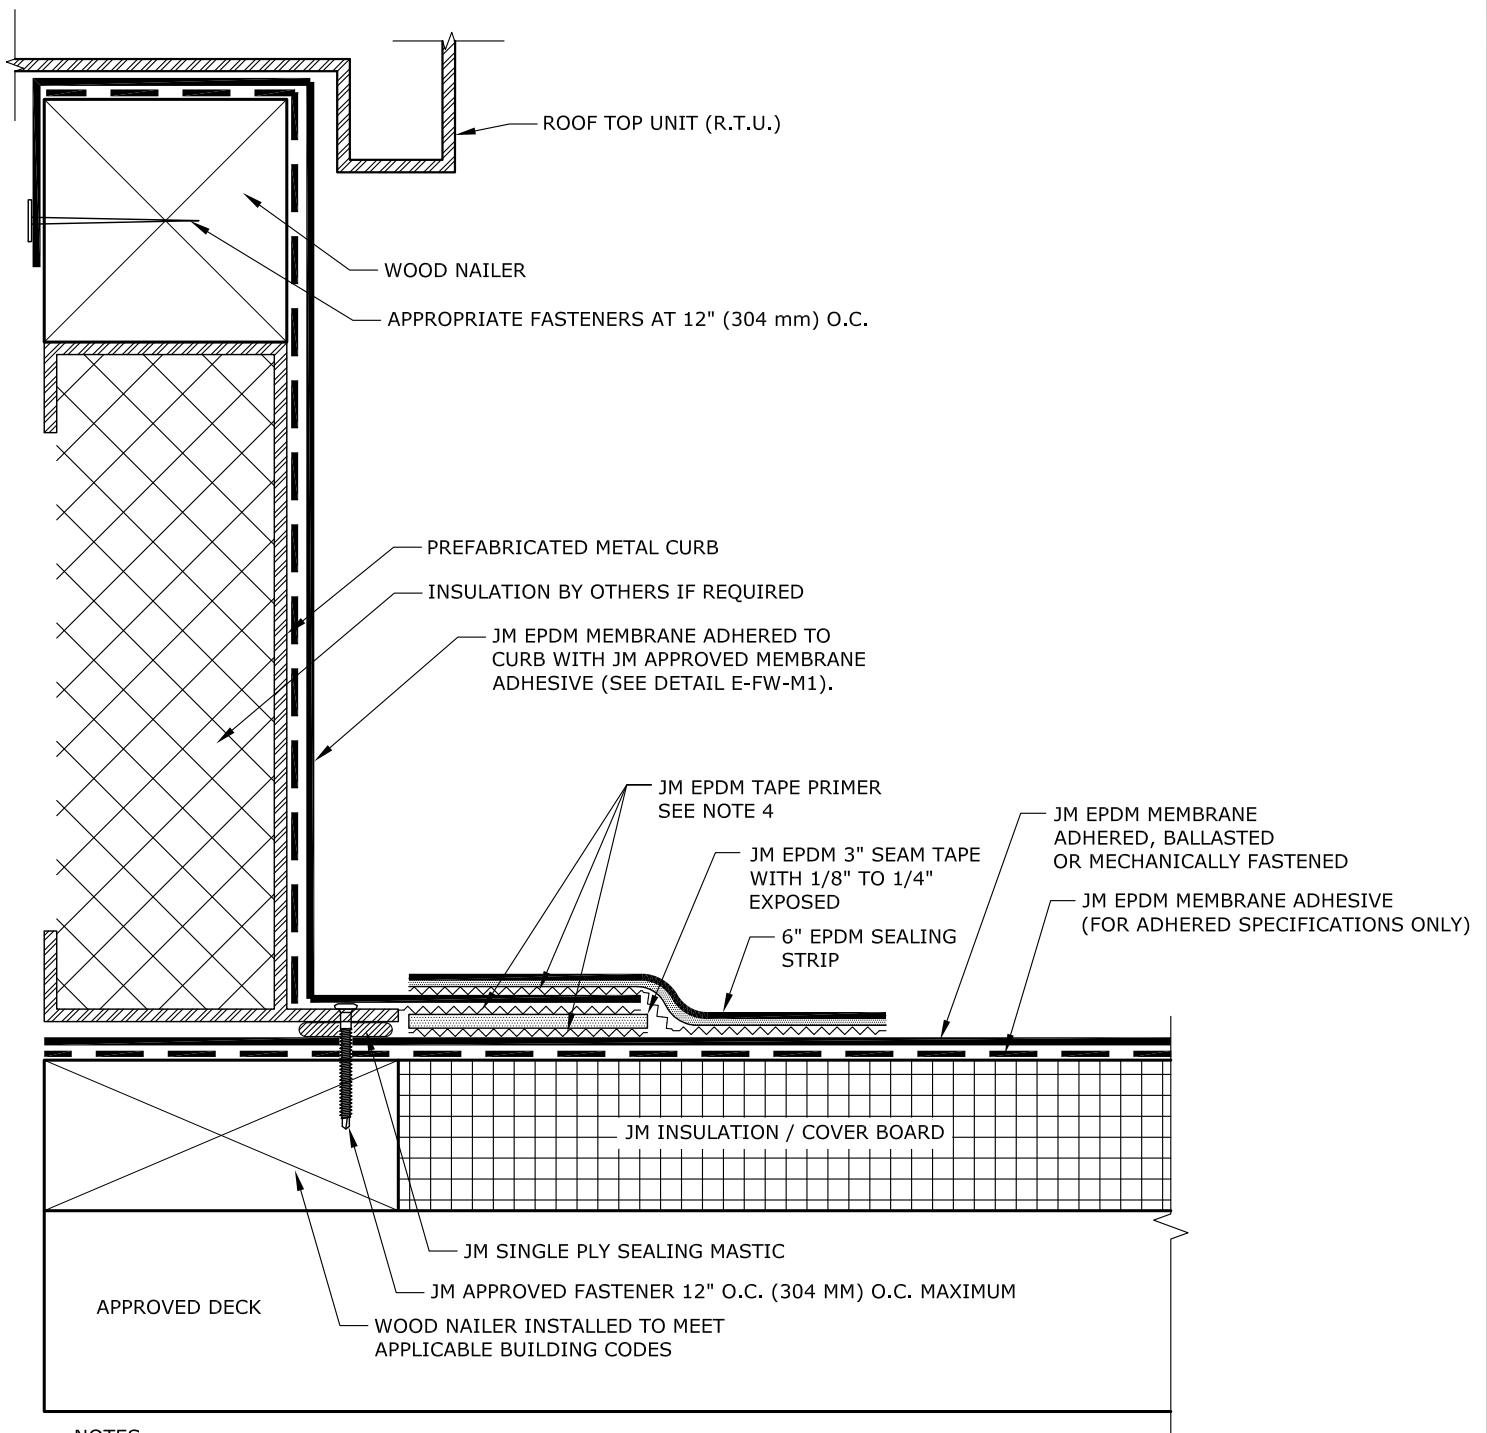 ROOF TOP UNIT (R.T.U.)
WOOD NAILER
APPROPRIATE FASTENERS AT 12" (304 mm) O.C.
PREFABRICATED METAL CURB
INSULATION BY OTHERS IF REQUIRED
JM EPDM MEMBRANE ADHERED TO
CURB WITH JM APPROVED MEMBRANE
ADHESIVE (SEE DETAIL E-FW-M1).
JM EPDM TAPE PRIMER
SEE NOTE 4
JM EPDM MEMBRANE
ADHERED, BALLASTED
OR MECHANICALLY FASTENED
JM EPDM 3" SEAM TAPE
WITH 1/8" TO 1/4"
EXPOSED
JM EPDM MEMBRANE ADHESIVE
(FOR ADHERED SPECIFICATIONS ONLY)
6" EPDM SEALING
STRIP
JM INSULATION / COVER BOARD
JM SINGLE PLY SEALING MASTIC
JM APPROVED FASTENER 12" O.C. (304 MM) O.C. MAXIMUM
APPROVED DECK
WOOD NAILER INSTALLED TO MEET
APPLICABLE BUILDING CODES
NOTES